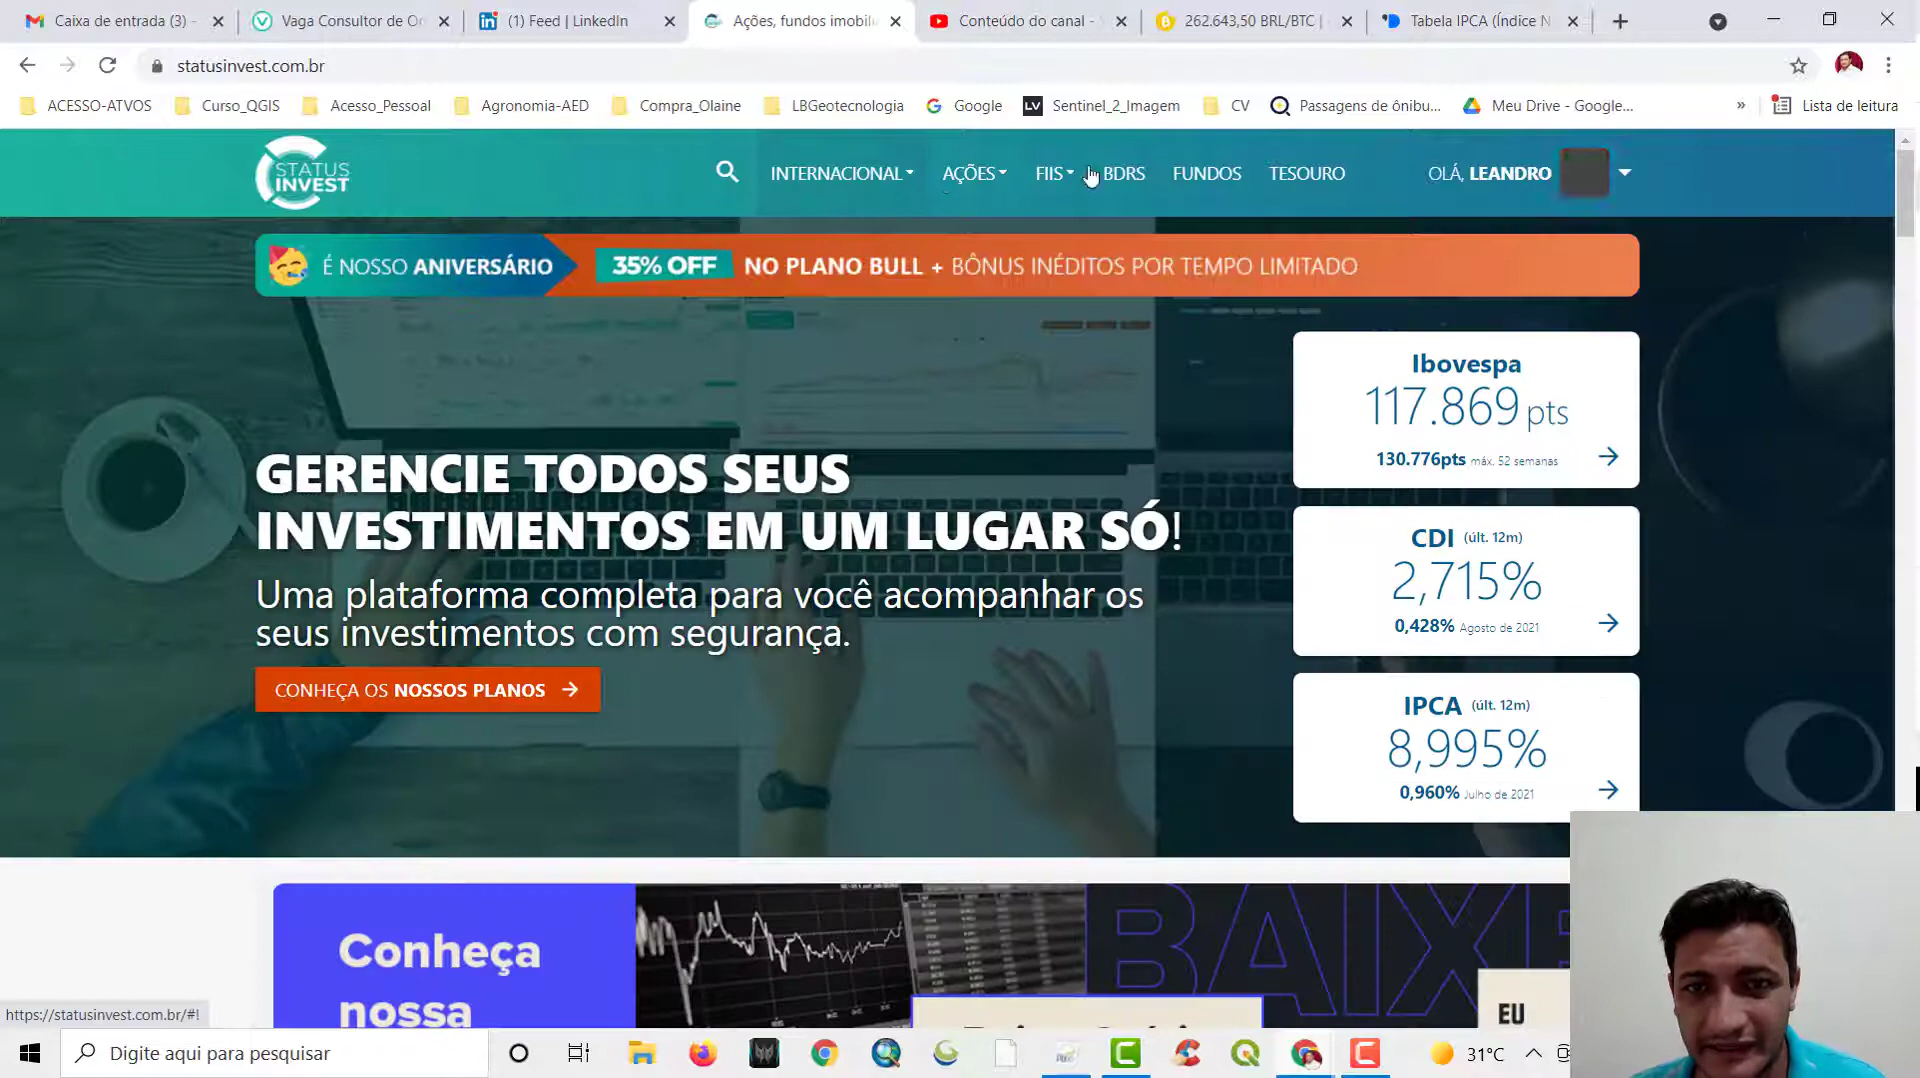 Caixa de entrada (3) -
Vaga Consultor de Or
(1) Feed | LinkedIn
Ações, fundos imobili
Conteúdo do canal -
262.643,50 BRL/BTC |
Tabela IPCA (Índice N
statusinvest.com.br
ACESSO-ATVOS
Curso_QGIS
Acesso_Pessoal
Agronomia-AED
Compra_Olaine
LBGeotecnologia
Google
LV Sentinel_2_Imagem
CV
Passagens de ônibu...
Meu Drive - Google...
»
Lista de leitura
STATUS
INVEST
INTERNACIONAL
AÇÕES
FIIS
BDRS
FUNDOS
TESOURO
OLÁ, LEANDRO
É NOSSO ANIVERSÁRIO
35% OFF
NO PLANO BULL + BÔNUS INÉDITOS POR TEMPO LIMITADO
Ibovespa
117.869 pts
130.776pts máx. 52 semanas
GERENCIE TODOS SEUS
INVESTIMENTOS EM UM LUGAR SÓ!
Uma plataforma completa para você acompanhar os
seus investimentos com segurança.
CONHEÇA OS NOSSOS PLANOS
CDI (últ. 12m)
2,715%
0,428% Agosto de 2021
IPCA (últ. 12m)
8,995%
0,960% Julho de 2021
Conheça
nossa
BAIXE
EU
https://statusinvest.com.br/#!
Digite aqui para pesquisar
31°C